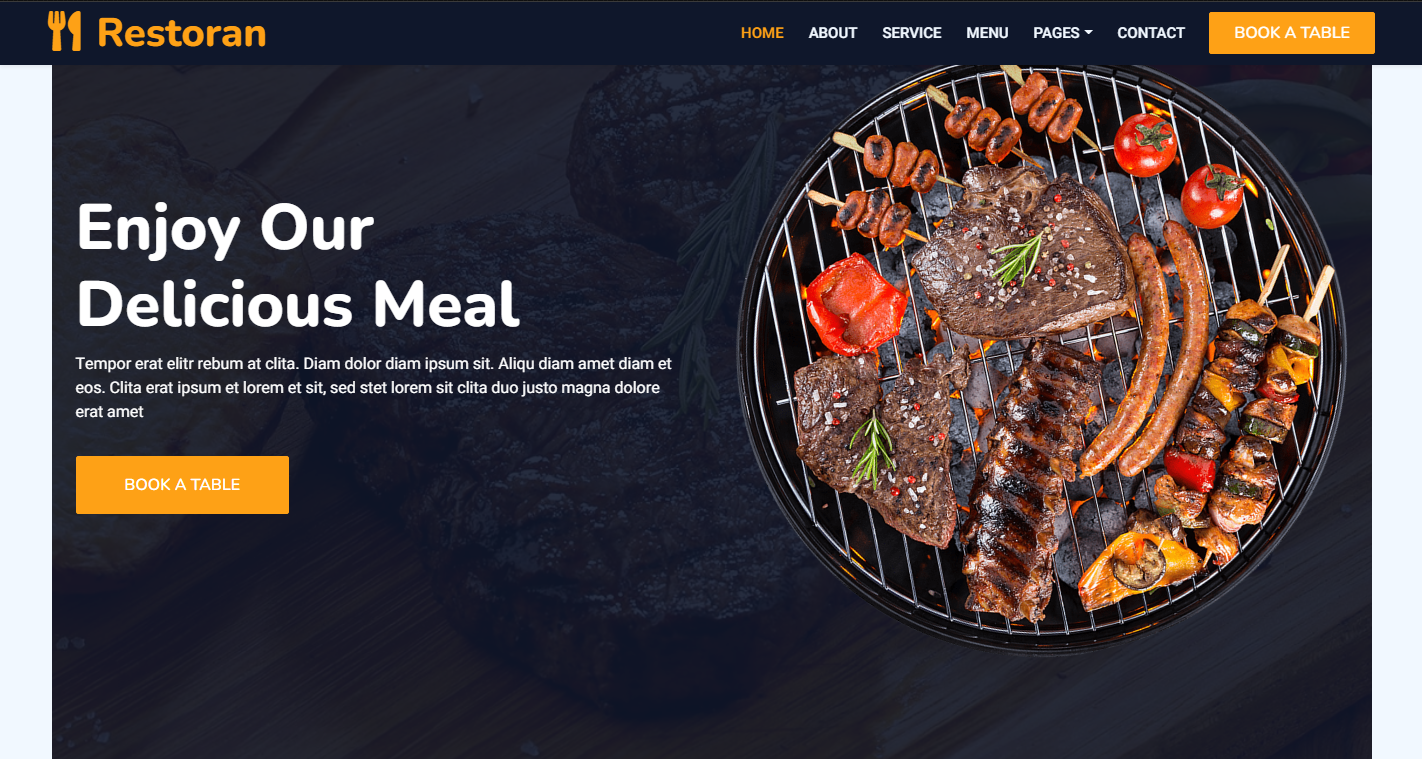 Restoran
HOME ABOUT SERVICE MENU PAGES CONTACT BOOK A TABLE
Enjoy Our
Delicious Meal
Tempor erat elitr rebum at clita. Diam dolor diam ipsum sit. Aliqu diam amet diam et
eos. Clita erat ipsum et lorem et sit, sed stet lorem sit clita duo justo magna dolore
erat amet
BOOK A TABLE